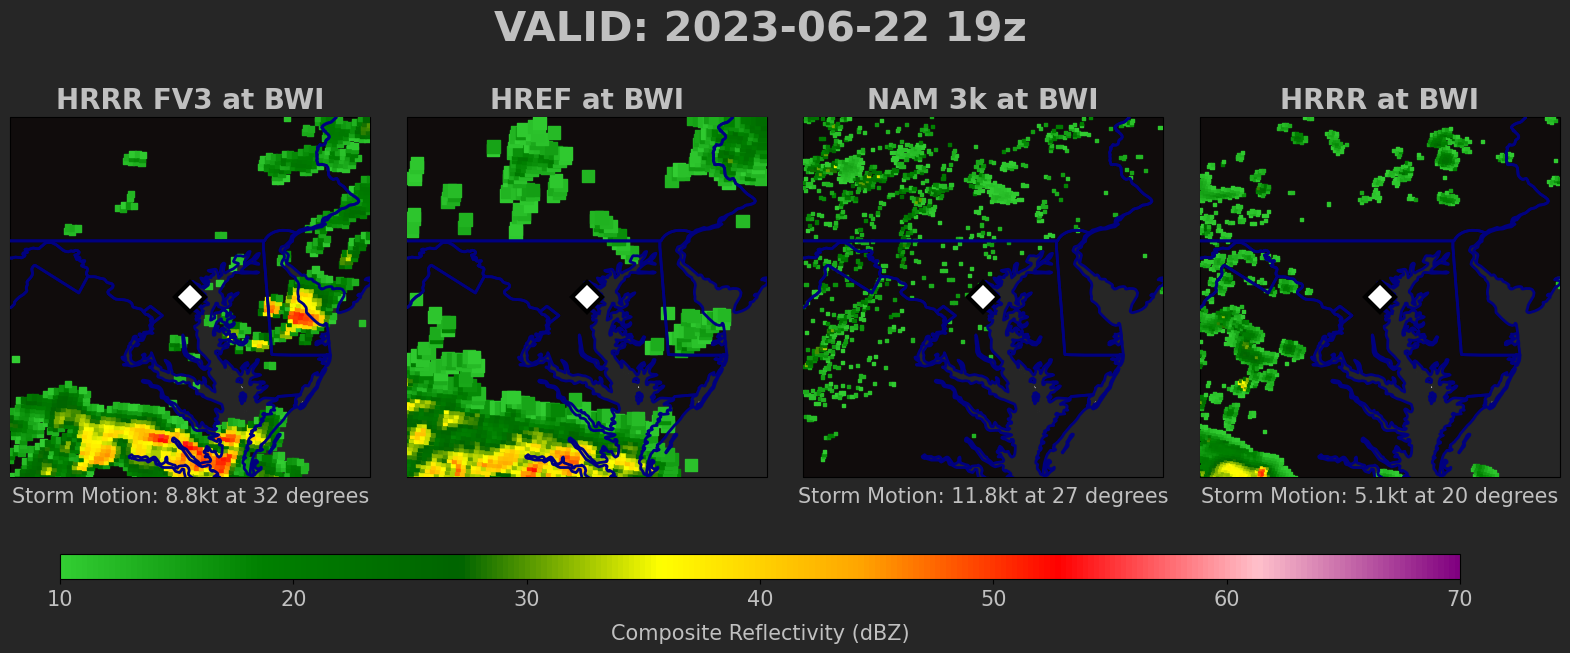 VALID: 2023-06-22 19z
HRRR FV3 at BWI
HREF at BWI
NAM 3k at BWI
HRRR at BWI
Storm Motion: 8.8kt at 32 degrees
Storm Motion: 11.8kt at 27 degrees
Storm Motion: 5.1kt at 20 degrees
10 20 30 40 50 60 70
Composite Reflectivity (dBZ)